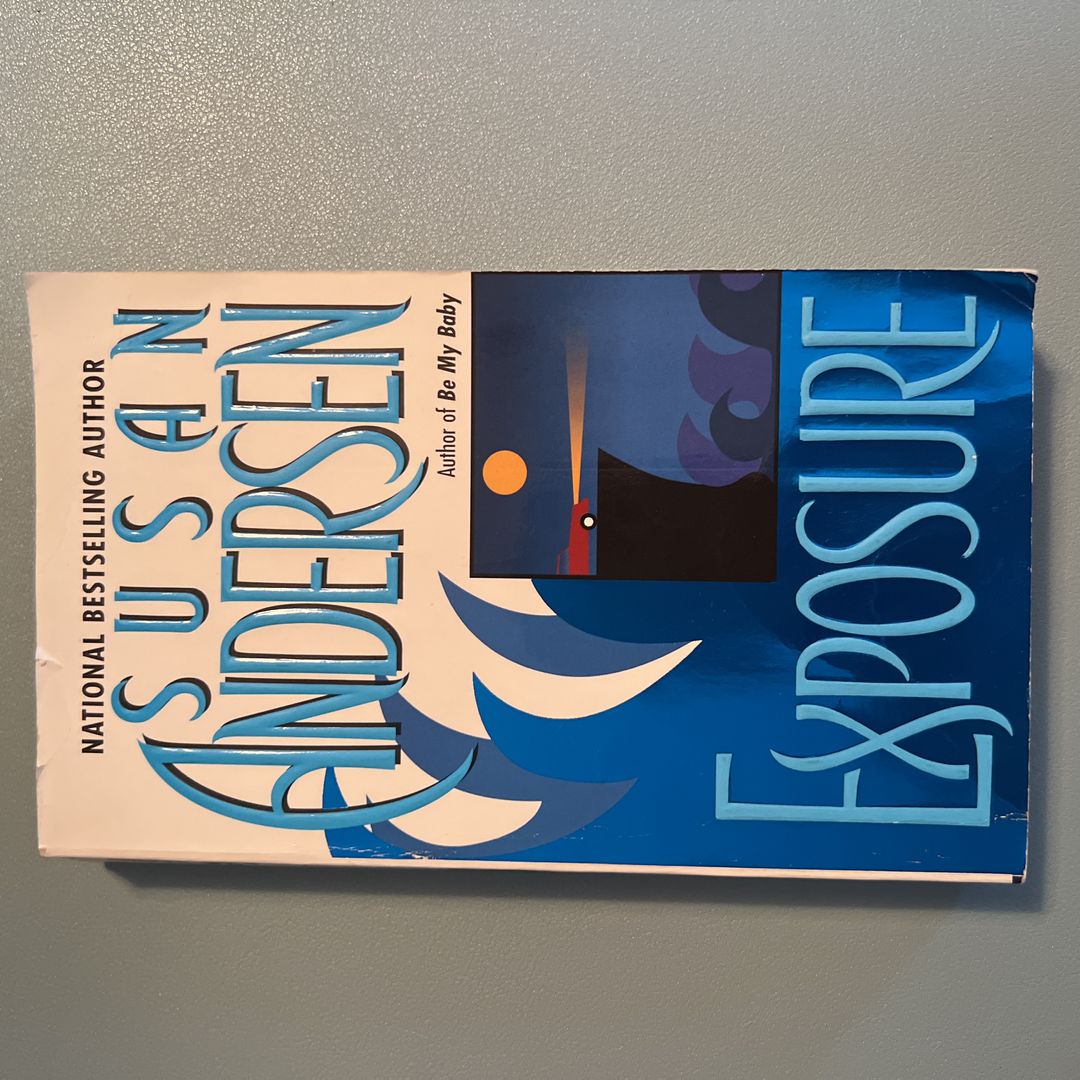 NATIONAL BESTSELLING AUTHOR
SUSAN
ANDERSEN
Author of Be My Baby
EXPOSURE